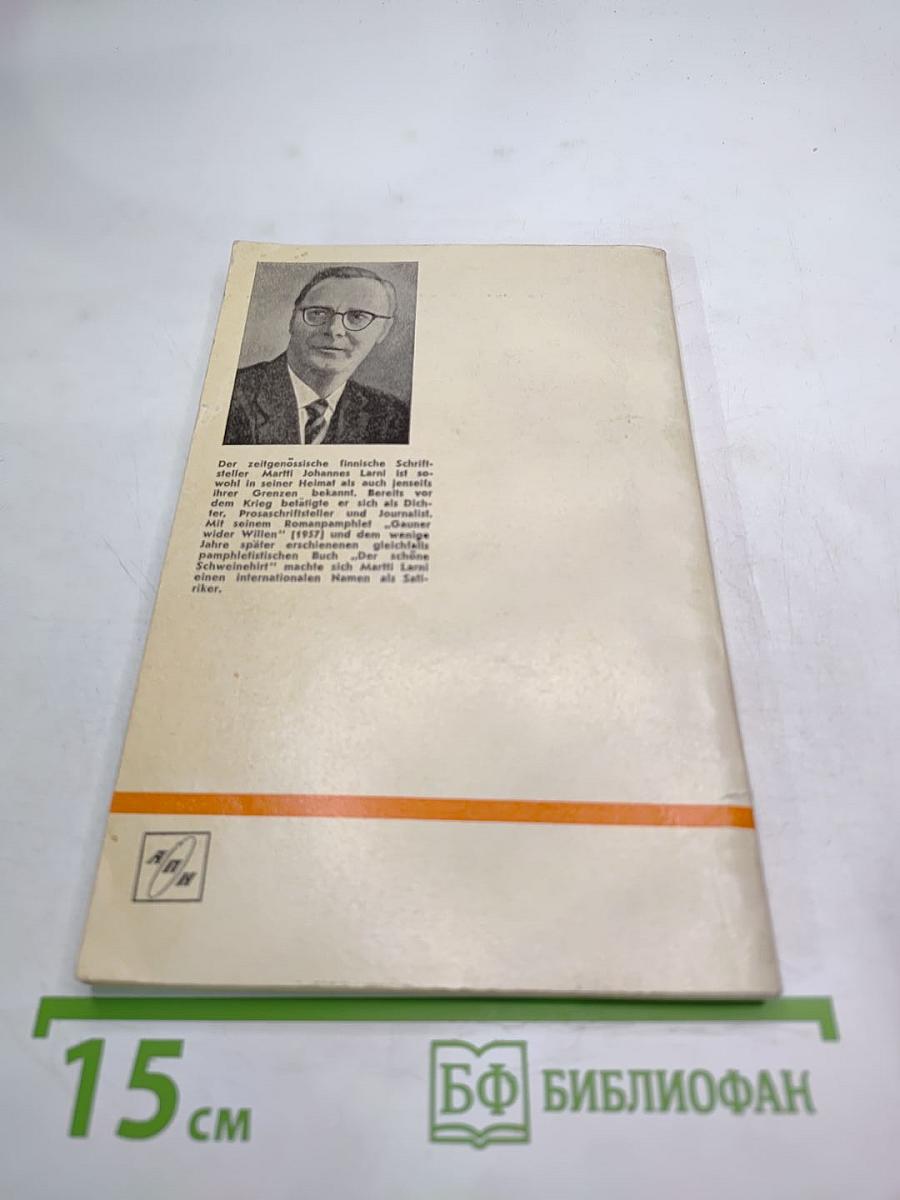 Der zeitgenössische finnische Schrift-
steller Martti Johannes Larni ist so-
wohl in seiner Heimat als auch jenseits
ihrer Grenzen bekannt. Bereits vor
dem Krieg betätigte er sich als Dich-
ter, Prosaschriftsteller und Journalist.
Mit seinem Romanpamphlet „Gauner
wider Willen" [1957] und dem wenige
Jahre später erschienenen gleichfalls
pamphletistischen Buch „Der schöne
Schweinehirt" machte sich Martti Larni
einen internationalen Namen als Sati-
riker.
АПН
15 см
БФ БИБЛИОФАН